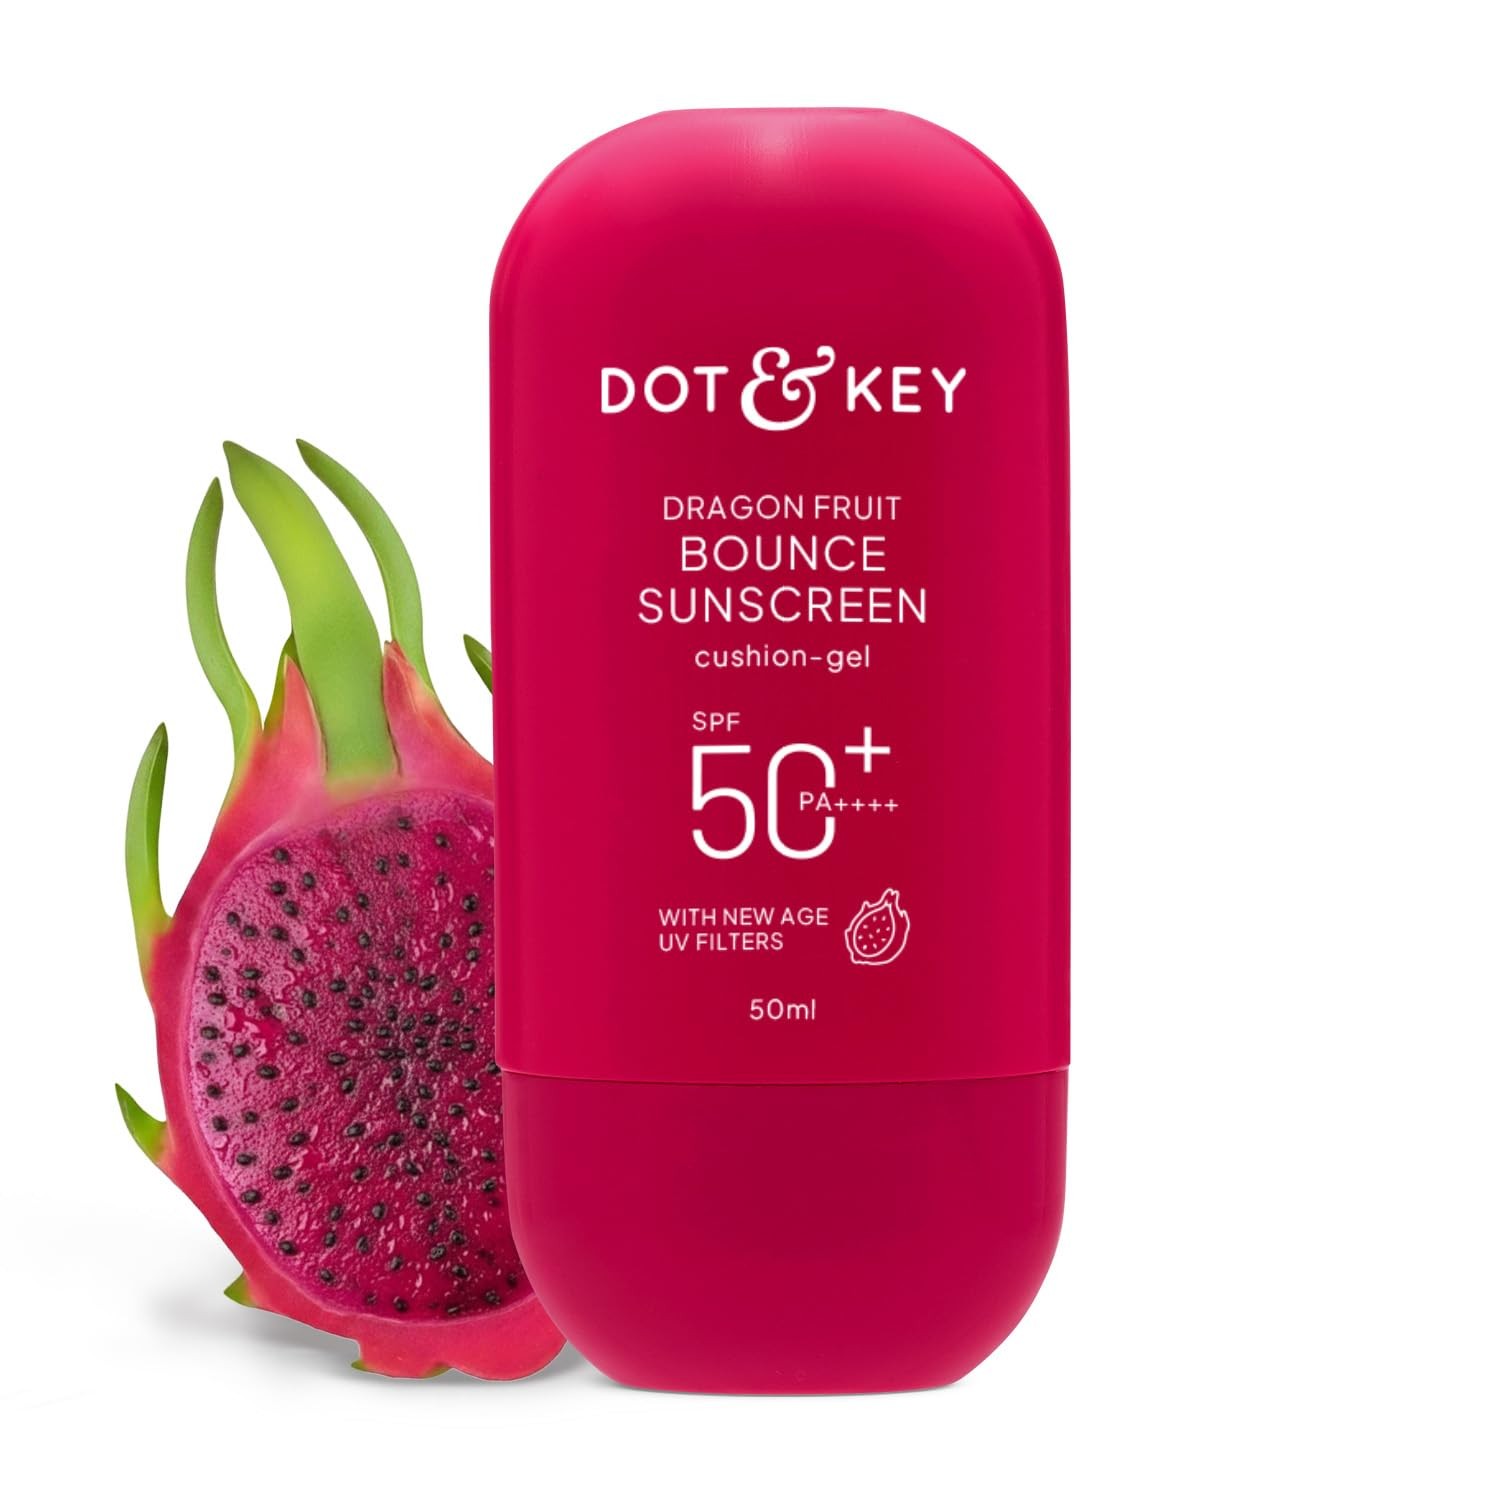 DOT & KEY
DRAGON FRUIT
BOUNCE
SUNSCREEN
cushion-gel
SPF
50+
PA++++
WITH NEW AGE
UV FILTERS
50ml